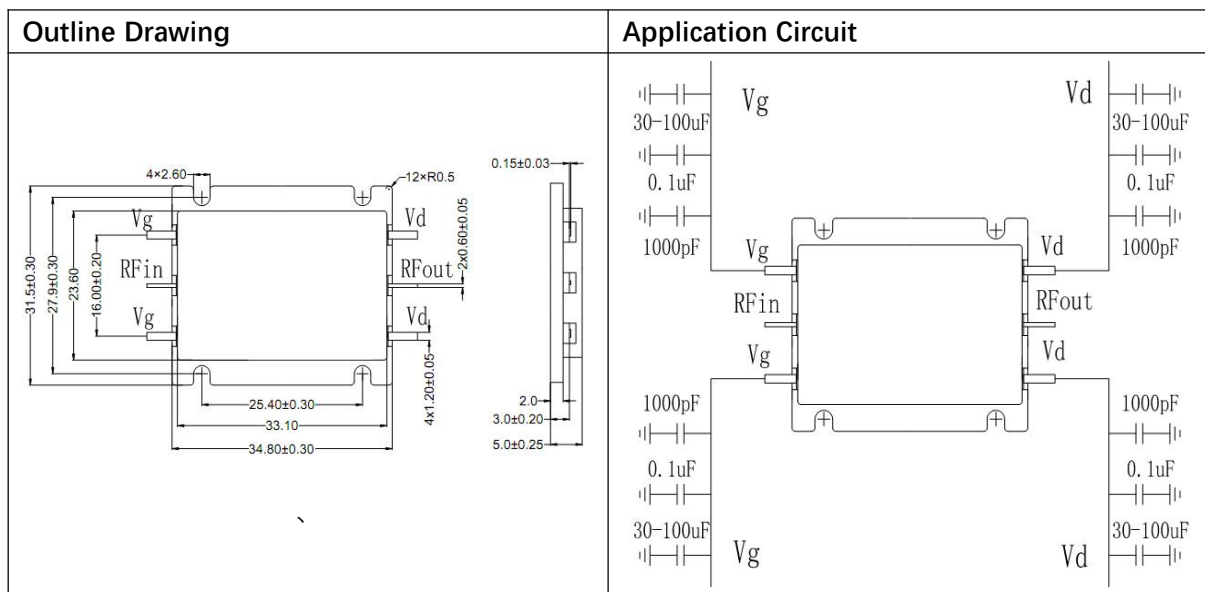 Outline Drawing
Application Circuit
4×2.60
12×R0.5
31.5±0.30
27.9±0.30
23.60
16.00±0.20
Vg
Vd
RFin
RFout
2x0.60±0.05
Vg
Vd
4x1.20±0.05
25.40±0.30
33.10
34.80±0.30
0.15±0.03
2.0
3.0±0.20
5.0±0.25
、
Vg
Vd
30-100uF
30-100uF
0.1uF
0.1uF
1000pF
1000pF
Vg
Vd
RFin
RFout
Vg
Vd
1000pF
1000pF
0.1uF
0.1uF
30-100uF
30-100uF
Vg
Vd